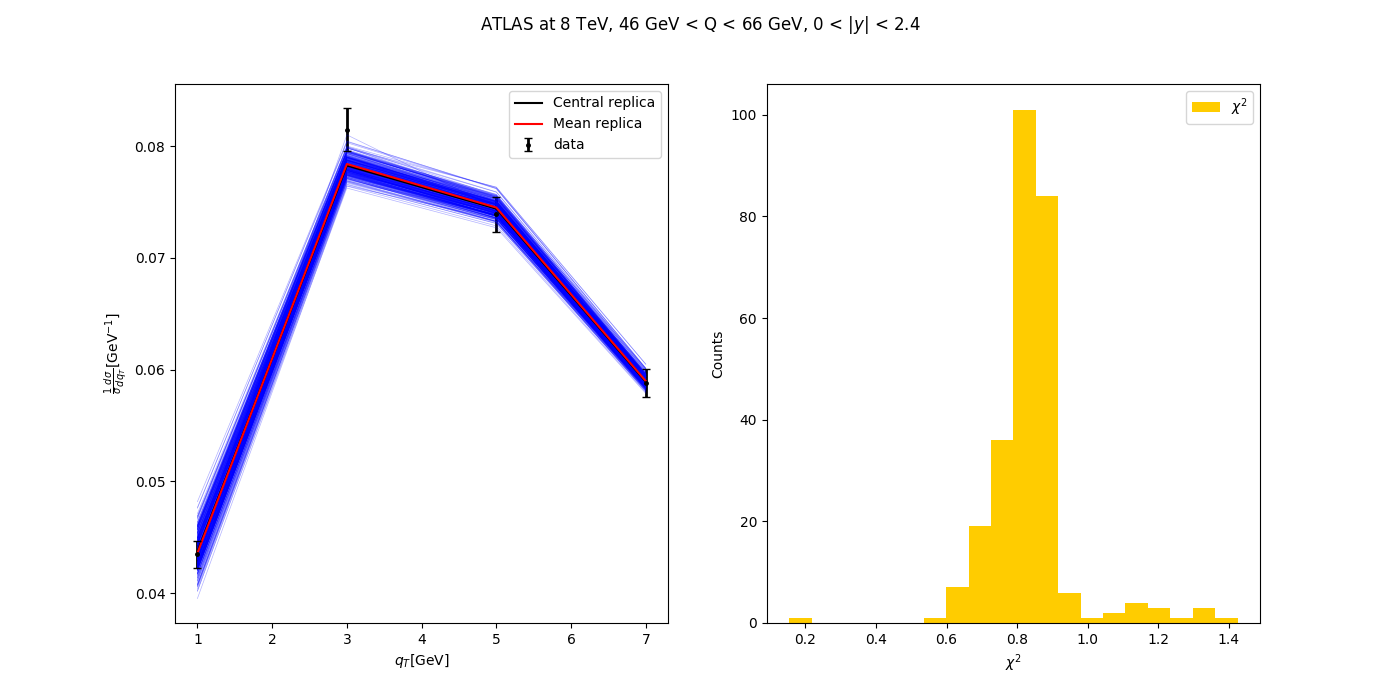 ATLAS at 8 TeV, 46 GeV < Q < 66 GeV, 0 < |y| < 2.4
Central replica
Mean replica
data
0.08
0.07
0.06
0.05
0.04
1 2 3 4 5 6 7
q_T[GeV]
\frac{1}{σ}\frac{dσ}{dq_T}[GeV⁻¹]
χ²
100
80
60
40
20
0
0.2 0.4 0.6 0.8 1.0 1.2 1.4
χ²
Counts